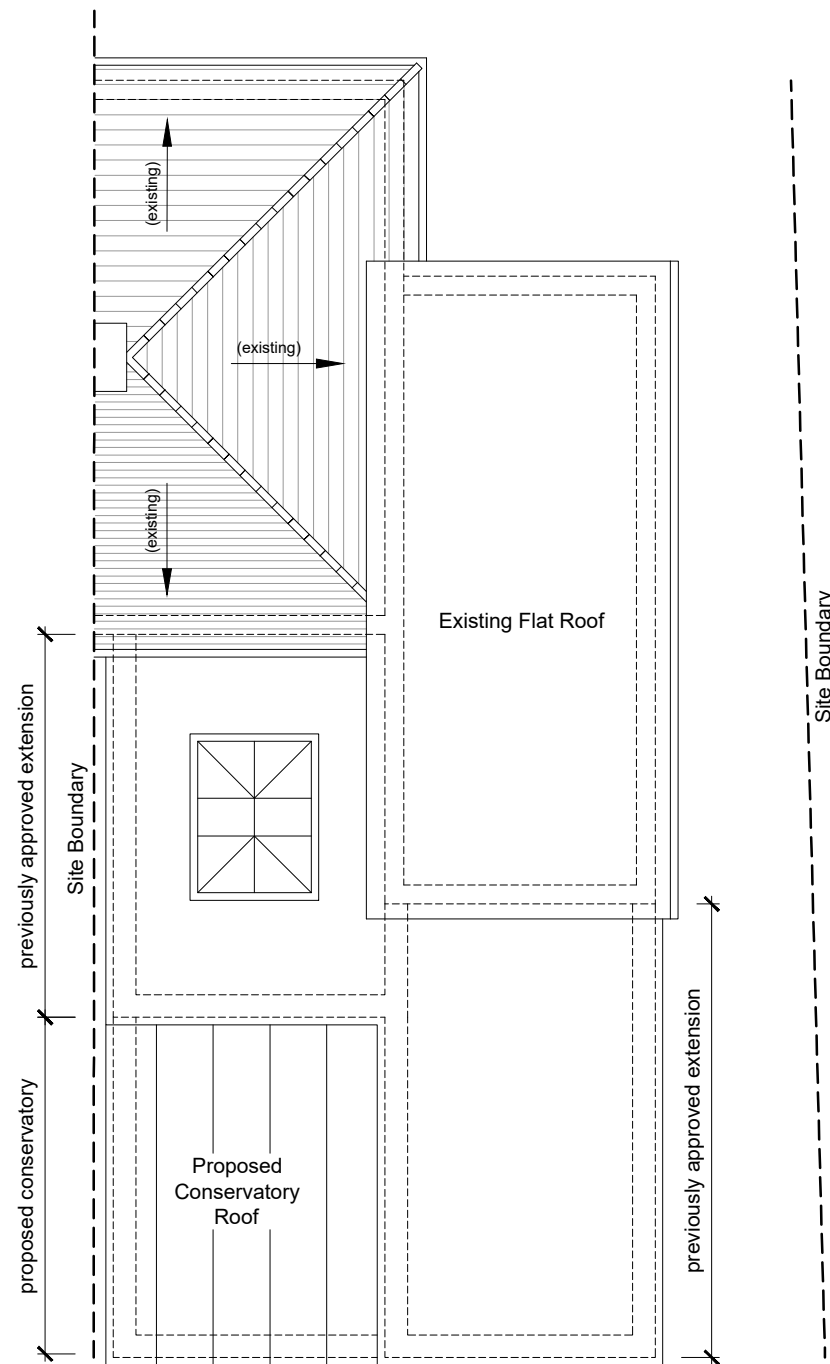 (existing)
(existing)
(existing)
Existing Flat Roof
Site Boundary
previously approved extension
Site Boundary
previously approved extension
proposed conservatory
Proposed
Conservatory
Roof